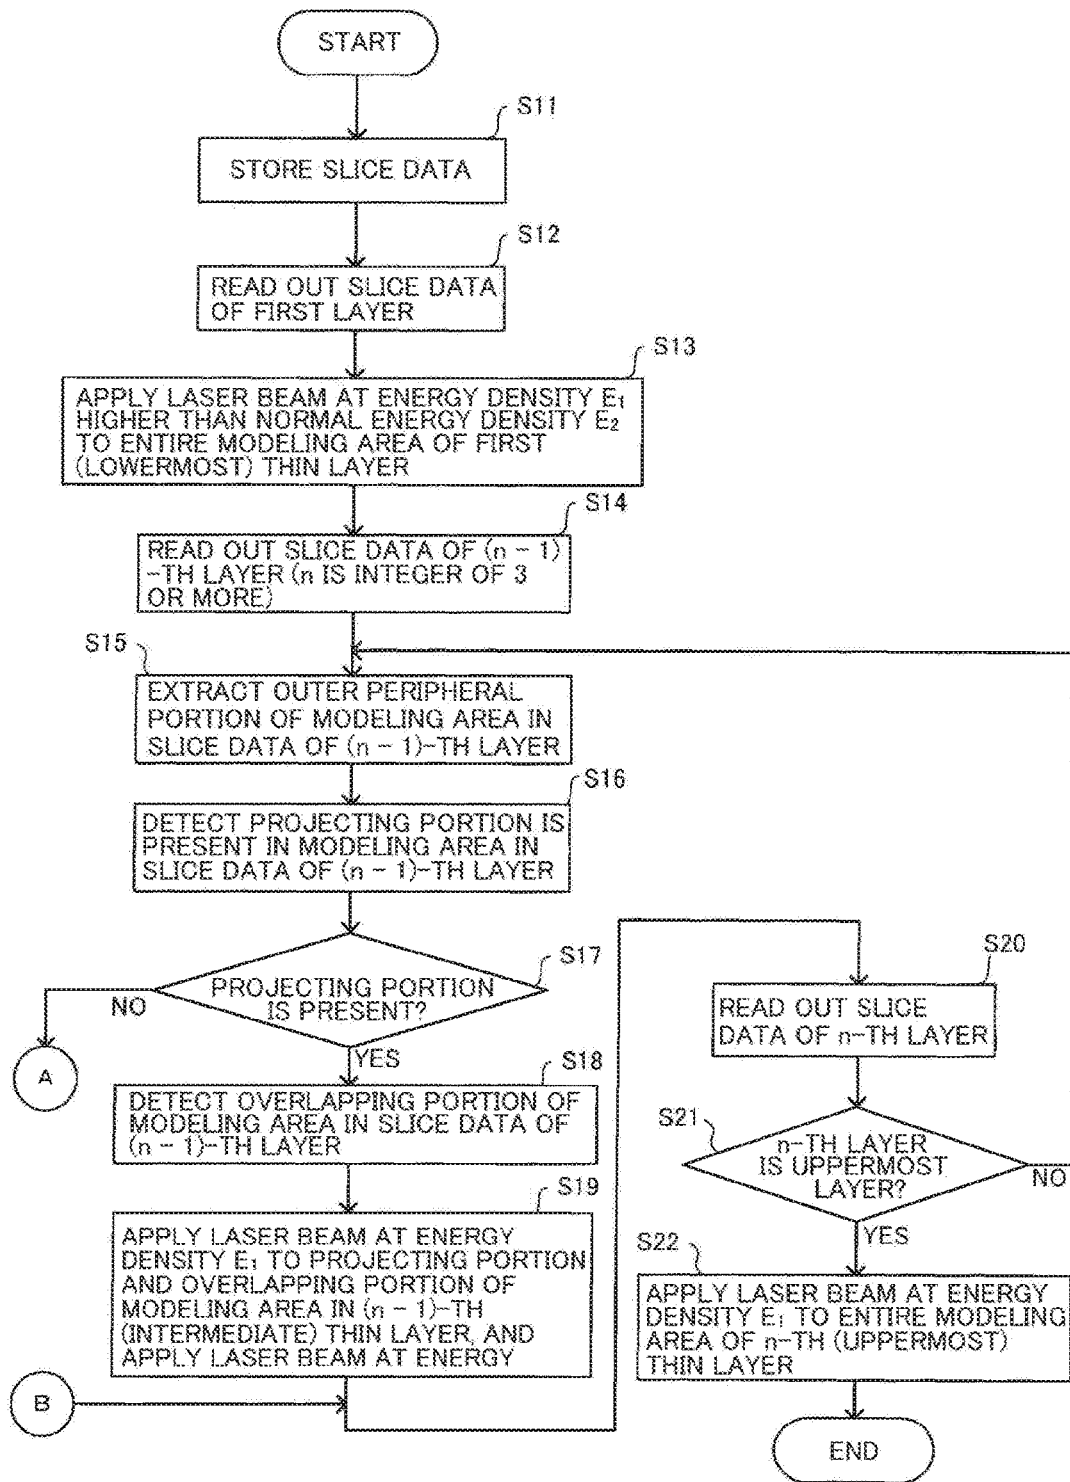 START
S11
STORE SLICE DATA
S12
READ OUT SLICE DATA
OF FIRST LAYER
S13
APPLY LASER BEAM AT ENERGY DENSITY E₁
HIGHER THAN NORMAL ENERGY DENSITY E₂
TO ENTIRE MODELING AREA OF FIRST
(LOWERMOST) THIN LAYER
S14
READ OUT SLICE DATA OF (n - 1)
-TH LAYER (n IS INTEGER OF 3
OR MORE)
S15
EXTRACT OUTER PERIPHERAL
PORTION OF MODELING AREA IN
SLICE DATA OF (n - 1)-TH LAYER
S16
DETECT PROJECTING PORTION IS
PRESENT IN MODELING AREA IN
SLICE DATA OF (n - 1)-TH LAYER
S17
PROJECTING PORTION
IS PRESENT?
NO
A
YES
S18
DETECT OVERLAPPING PORTION OF
MODELING AREA IN SLICE DATA OF
(n - 1)-TH LAYER
S19
APPLY LASER BEAM AT ENERGY
DENSITY E₁ TO PROJECTING PORTION
AND OVERLAPPING PORTION OF
MODELING AREA IN (n - 1)-TH
(INTERMEDIATE) THIN LAYER, AND
APPLY LASER BEAM AT ENERGY
B
S20
READ OUT SLICE
DATA OF n-TH LAYER
S21
n-TH LAYER
IS UPPERMOST
LAYER?
NO
YES
S22
APPLY LASER BEAM AT ENERGY
DENSITY E₁ TO ENTIRE MODELING
AREA OF n-TH (UPPERMOST)
THIN LAYER
END